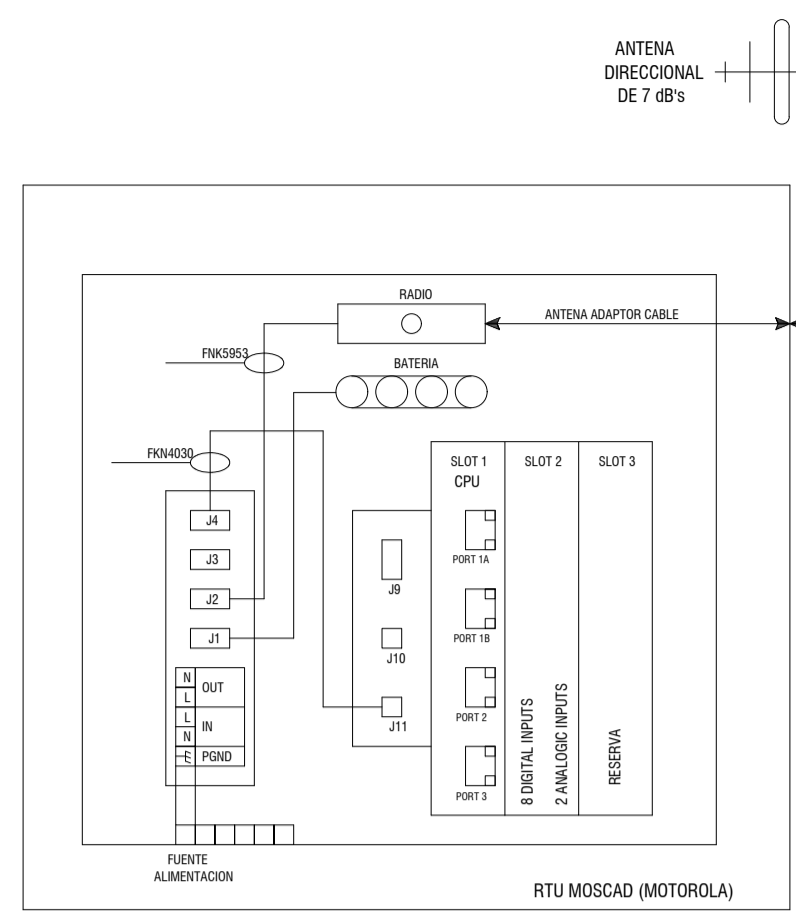 ANTENA
DIRECCIONAL
DE 7 dB's
RADIO
ANTENA ADAPTOR CABLE
FNK5953
BATERIA
FKN4030
SLOT 1
CPU
SLOT 2
SLOT 3
J4
J3
J2
J1
J9
J10
J11
PORT 1A
PORT 1B
PORT 2
PORT 3
8 DIGITAL INPUTS
2 ANALOGIC INPUTS
RESERVA
N
L
OUT
L
N
IN
PGND
FUENTE
ALIMENTACION
RTU MOSCAD (MOTOROLA)